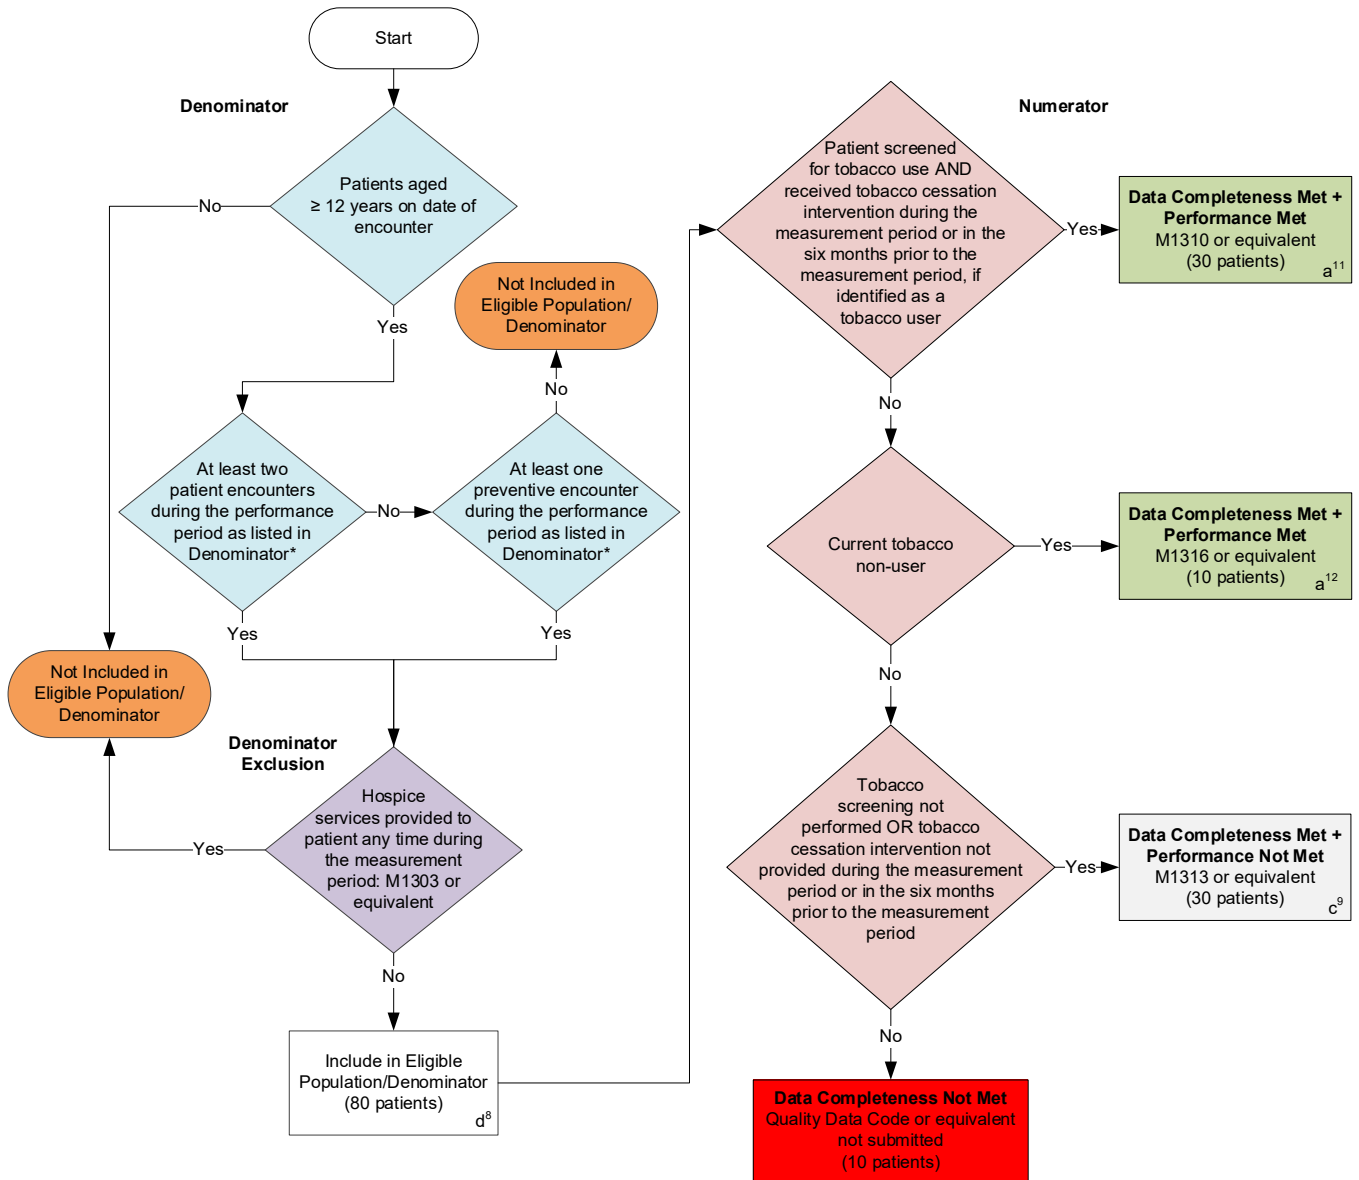 Start
Denominator
Patients aged
≥ 12 years on date of
encounter
No
Yes
Not Included in
Eligible Population/
Denominator
No
At least two
patient encounters
during the performance
period as listed in
Denominator*
No
At least one
preventive encounter
during the performance
period as listed in
Denominator*
Yes
Yes
Not Included in
Eligible Population/
Denominator
Denominator
Exclusion
Hospice
services provided to
patient any time during
the measurement
period: M1303 or
equivalent
Yes
No
Include in Eligible
Population/Denominator
(80 patients)
d⁸
Numerator
Patient screened
for tobacco use AND
received tobacco cessation
intervention during the
measurement period or in the
six months prior to the
measurement period, if
identified as a
tobacco user
Yes
Data Completeness Met +
Performance Met
M1310 or equivalent
(30 patients)
a¹¹
No
Current tobacco
non-user
Yes
Data Completeness Met +
Performance Met
M1316 or equivalent
(10 patients)
a¹²
No
Tobacco
screening not
performed OR tobacco
cessation intervention not
provided during the measurement
period or in the six months
prior to the measurement
period
Yes
Data Completeness Met +
Performance Not Met
M1313 or equivalent
(30 patients)
c⁹
No
Data Completeness Not Met
Quality Data Code or equivalent
not submitted
(10 patients)